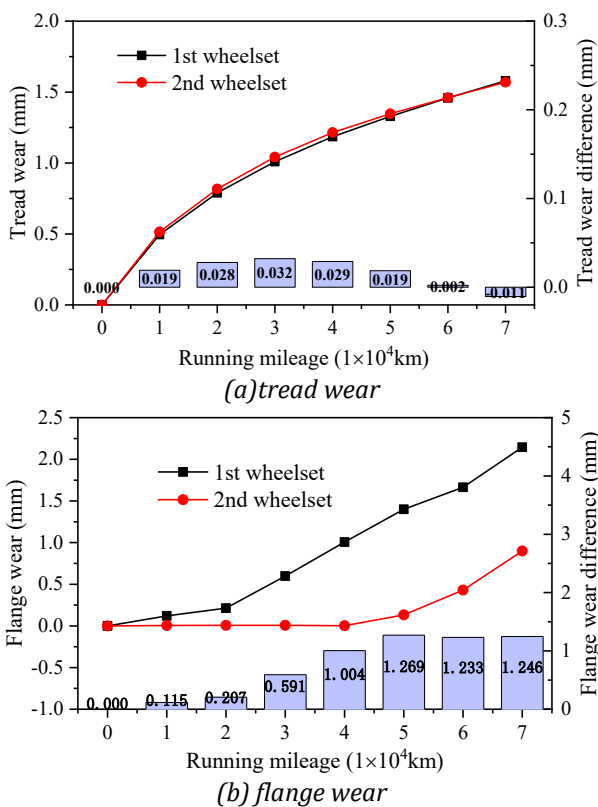 2.0
1.5
1.0
0.5
0.0
Tread wear (mm)
1st wheelset
2nd wheelset
0.3
0.2
0.1
0.0
Tread wear difference (mm)
0.000 0.019 0.028 0.032 0.029 0.019 0.002 -0.011
0 1 2 3 4 5 6 7
Running mileage (1×10⁴km)
(a)tread wear
2.5
2.0
1.5
1.0
0.5
0.0
-0.5
-1.0
Flange wear (mm)
1st wheelset
2nd wheelset
5
4
3
2
1
0
Flange wear difference (mm)
0.000 0.115 0.207 0.591 1.004 1.269 1.233 1.246
0 1 2 3 4 5 6 7
Running mileage (1×10⁴km)
(b) flange wear